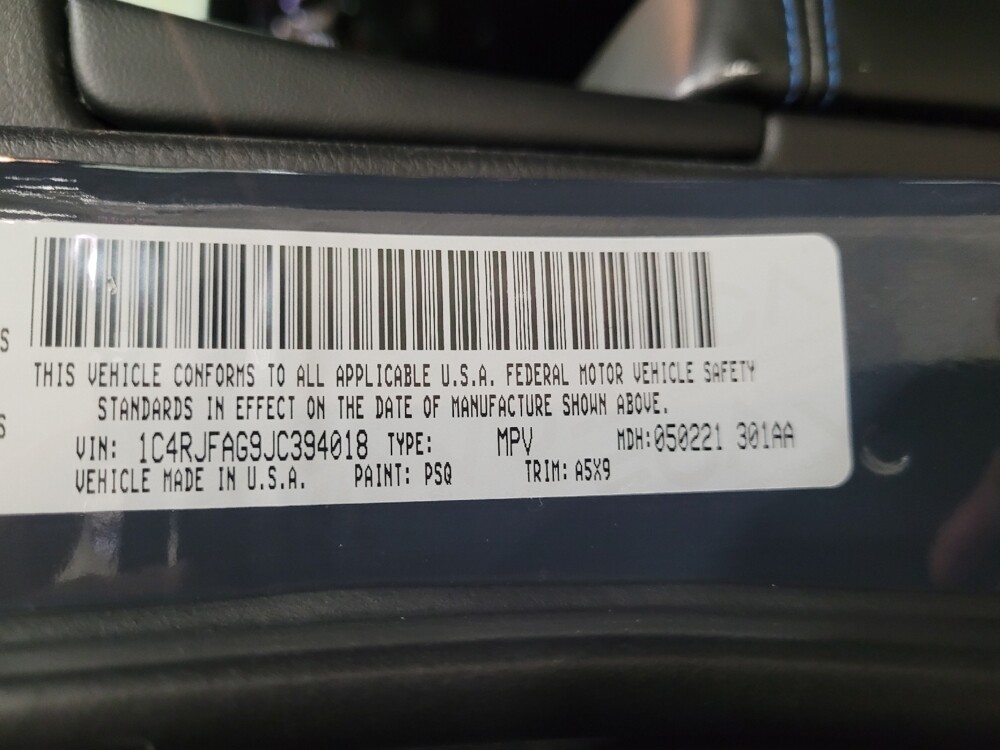 S
THIS VEHICLE CONFORMS TO ALL APPLICABLE U.S.A. FEDERAL MOTOR VEHICLE SAFETY
STANDARDS IN EFFECT ON THE DATE OF MANUFACTURE SHOWN ABOVE.
S
VIN: 1C4RJFAG9JC394018 TYPE: MPV MDH:050221 301AA
VEHICLE MADE IN U.S.A. PAINT: PSQ TRIM: A5X9